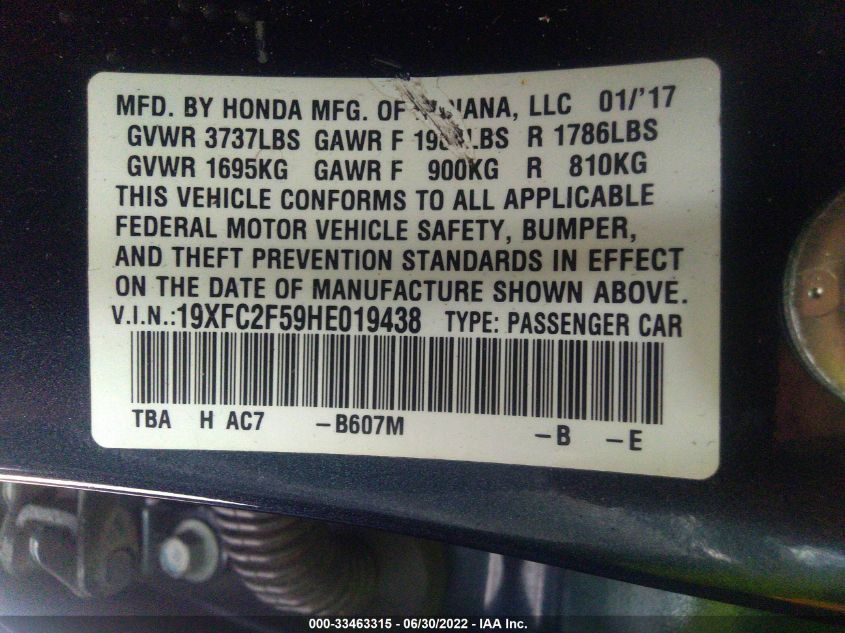 MFD. BY HONDA MFG. OF LLC 01/'17
GVWR 3737LBS GAWR F R 1786LBS
GVWR 1695KG GAWR F 900KG R 810KG
THIS VEHICLE CONFORMS TO ALL APPLICABLE
FEDERAL MOTOR VEHICLE SAFETY, BUMPER,
AND THEFT PREVENTION STANDARDS IN EFFECT
ON THE DATE OF MANUFACTURE SHOWN ABOVE.
V.I.N.:19XFC2F59HE019438 TYPE: PASSENGER CAR
TBA H AC7 -B607M -B -E
000-33463315 - 06/30/2022 - IAA Inc.